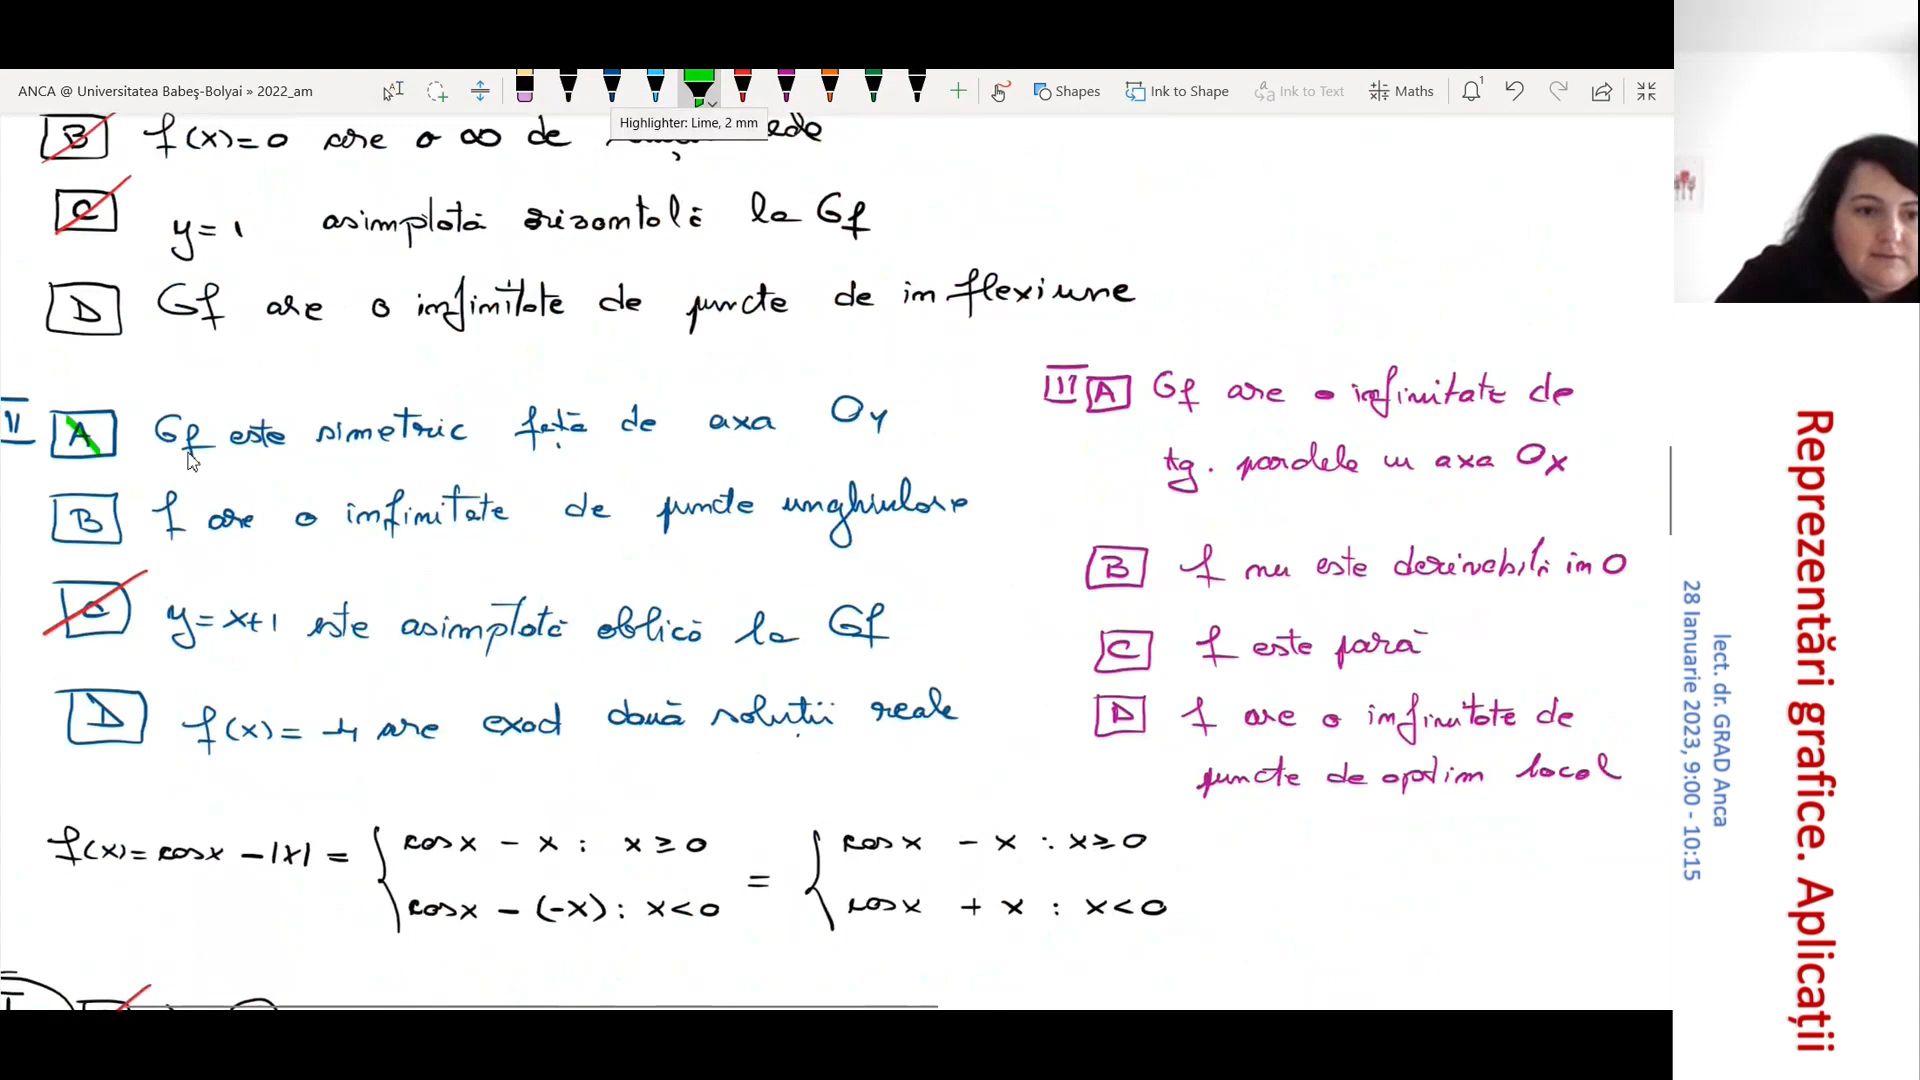 ANCA @ Universitatea Babeş-Bolyai » 2022_am
Shapes
Ink to Shape
Ink to Text
Maths
1
Highlighter: Lime, 2 mm
B f(x)=0 are o ∞ de
C y=1 asimptotă orizontală la Gf
D Gf are o infinitate de puncte de inflexiune
II A Gf este simetric față de axa Oy
B f are o infinitate de puncte unghiulare
C y=x+1 este asimptotă oblică la Gf
D f(x)= -4 are exact două soluții reale
III A Gf are o infinitate de
tg. paralele cu axa Ox
B f nu este derivabilă în 0
C f este pară
D f are o infinitate de
puncte de optim local
f(x)= cosx - |x| = { cosx - x : x ≥ 0 = { cosx - x : x ≥ 0
cosx - (-x) : x < 0 cosx + x : x < 0
Reprezentări grafice. Aplicații
lect. dr. GRAD Anca
28 Ianuarie 2023, 9:00 - 10:15